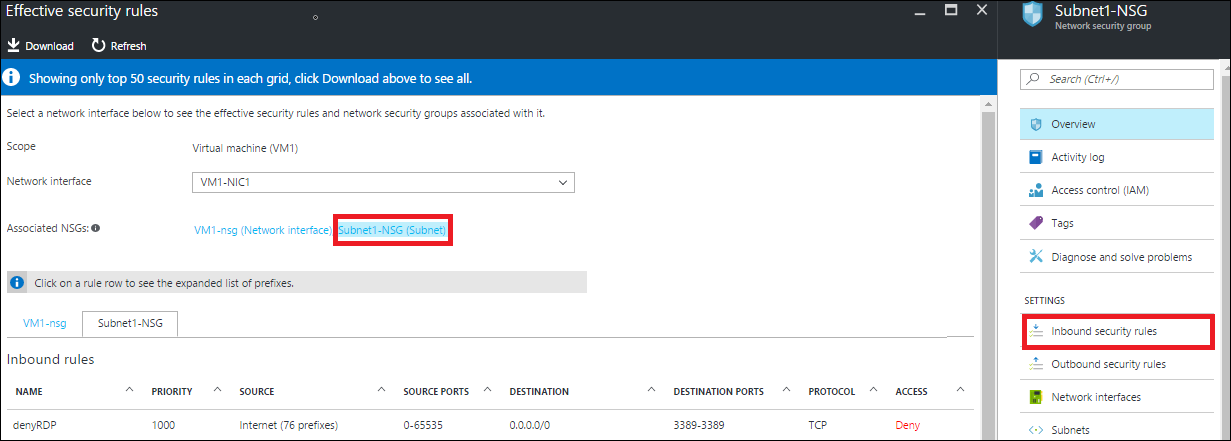 Effective security rules
Download Refresh
Showing only top 50 security rules in each grid, click Download above to see all.
Select a network interface below to see the effective security rules and network security groups associated with it.
Scope Virtual machine (VM1)
Network interface VM1-NIC1
Associated NSGs: VM1-nsg (Network interface), Subnet1-NSG (Subnet)
Click on a rule row to see the expanded list of prefixes.
VM1-nsg Subnet1-NSG
Inbound rules
NAME PRIORITY SOURCE SOURCE PORTS DESTINATION DESTINATION PORTS PROTOCOL ACCESS
denyRDP 1000 Internet (76 prefixes) 0-65535 0.0.0.0/0 3389-3389 TCP Deny
Subnet1-NSG
Network security group
Search (Ctrl+/)
Overview
Activity log
Access control (IAM)
Tags
Diagnose and solve problems
SETTINGS
Inbound security rules
Outbound security rules
Network interfaces
Subnets